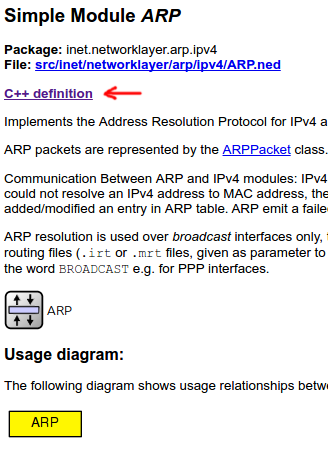 Simple Module ARP
Package: inet.networklayer.arp.ipv4
File: src/inet/networklayer/arp/ipv4/ARP.ned
C++ definition
Implements the Address Resolution Protocol for IPv4 a
ARP packets are represented by the ARPPacket class.
Communication Between ARP and IPv4 modules: IPv4
could not resolve an IPv4 address to MAC address, the
added/modified an entry in ARP table. ARP emit a faile
ARP resolution is used over broadcast interfaces only,
routing files (.irt or .mrt files, given as parameter to
the word BROADCAST e.g. for PPP interfaces.
ARP
Usage diagram:
The following diagram shows usage relationships betwe
ARP